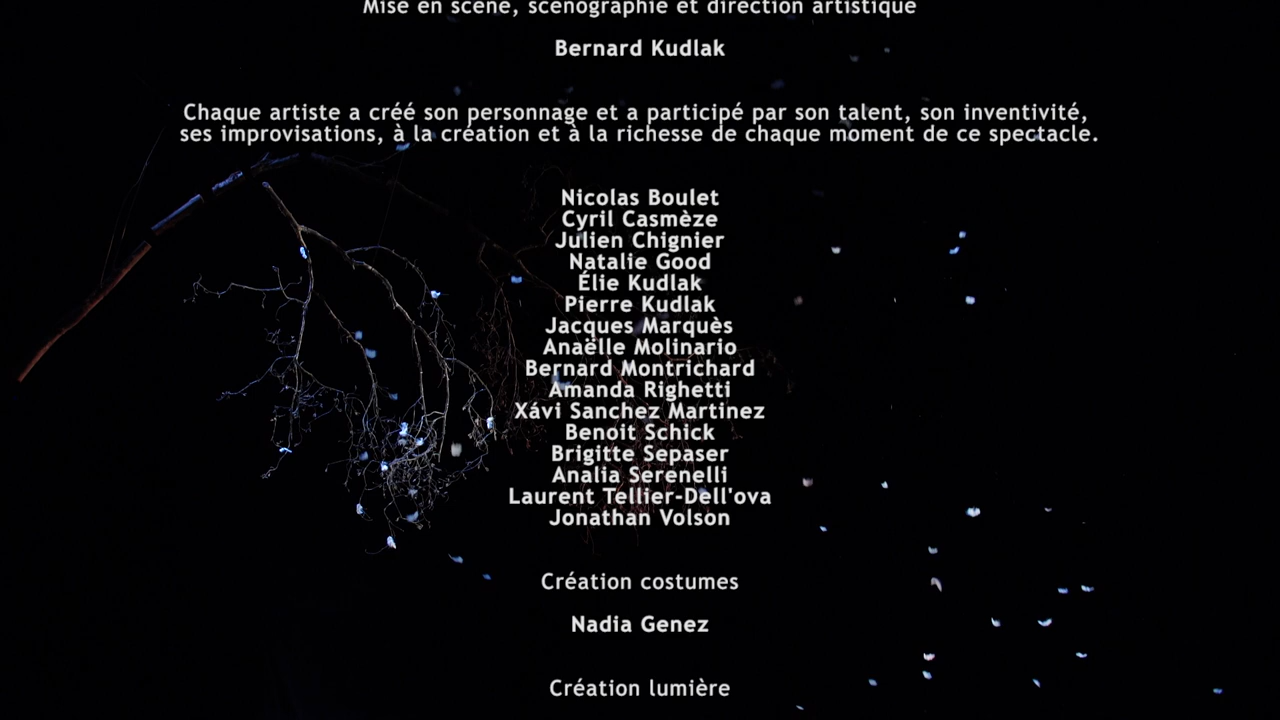 Mise en scène, scénographie et direction artistique
Bernard Kudlak
Chaque artiste a créé son personnage et a participé par son talent, son inventivité,
ses improvisations, à la création et à la richesse de chaque moment de ce spectacle.
Nicolas Boulet
Cyril Casmèze
Julien Chignier
Natalie Good
Élie Kudlak
Pierre Kudlak
Jacques Marquès
Anaëlle Molinario
Bernard Montrichard
Amanda Righetti
Xávi Sanchez Martinez
Benoit Schick
Brigitte Sepaser
Analia Serenelli
Laurent Tellier-Dell'ova
Jonathan Volson
Création costumes
Nadia Genez
Création lumière